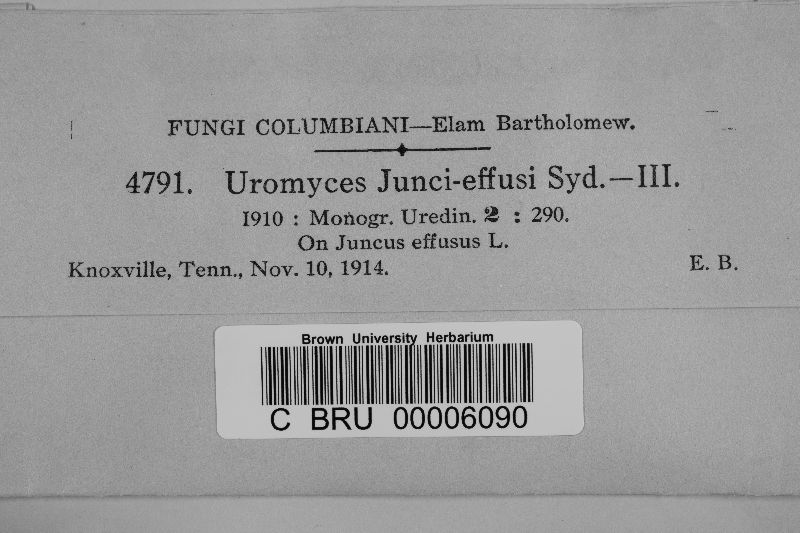 FUNGI COLUMBIANI—Elam Bartholomew.
4791. Uromyces Junci-effusi Syd.—III.
1910 : Monogr. Uredin. 2 : 290.
On Juncus effusus L.
Knoxville, Tenn., Nov. 10, 1914. E. B.
Brown University Herbarium
C BRU 00006090